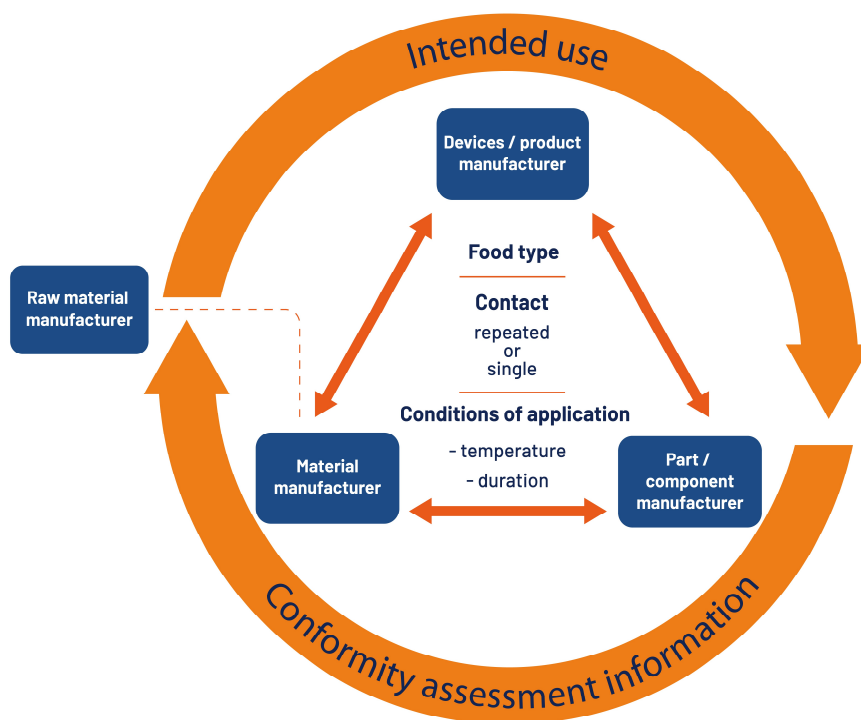 Intended use
Devices / product
manufacturer
Food type
Raw material
manufacturer
Contact
repeated
or
single
Conditions of application
- temperature
- duration
Material
manufacturer
Part /
component
manufacturer
Conformity assessment information